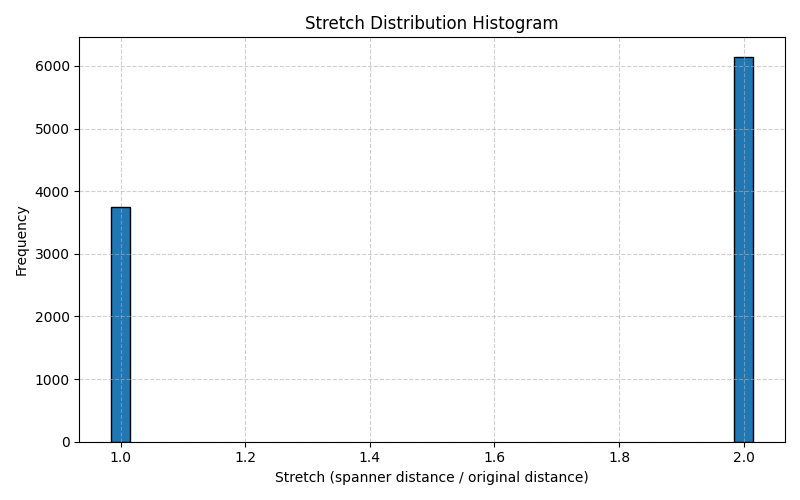 Stretch Distribution Histogram
6000
5000
4000
3000
2000
1000
0
Frequency
1.0 1.2 1.4 1.6 1.8 2.0
Stretch (spanner distance / original distance)